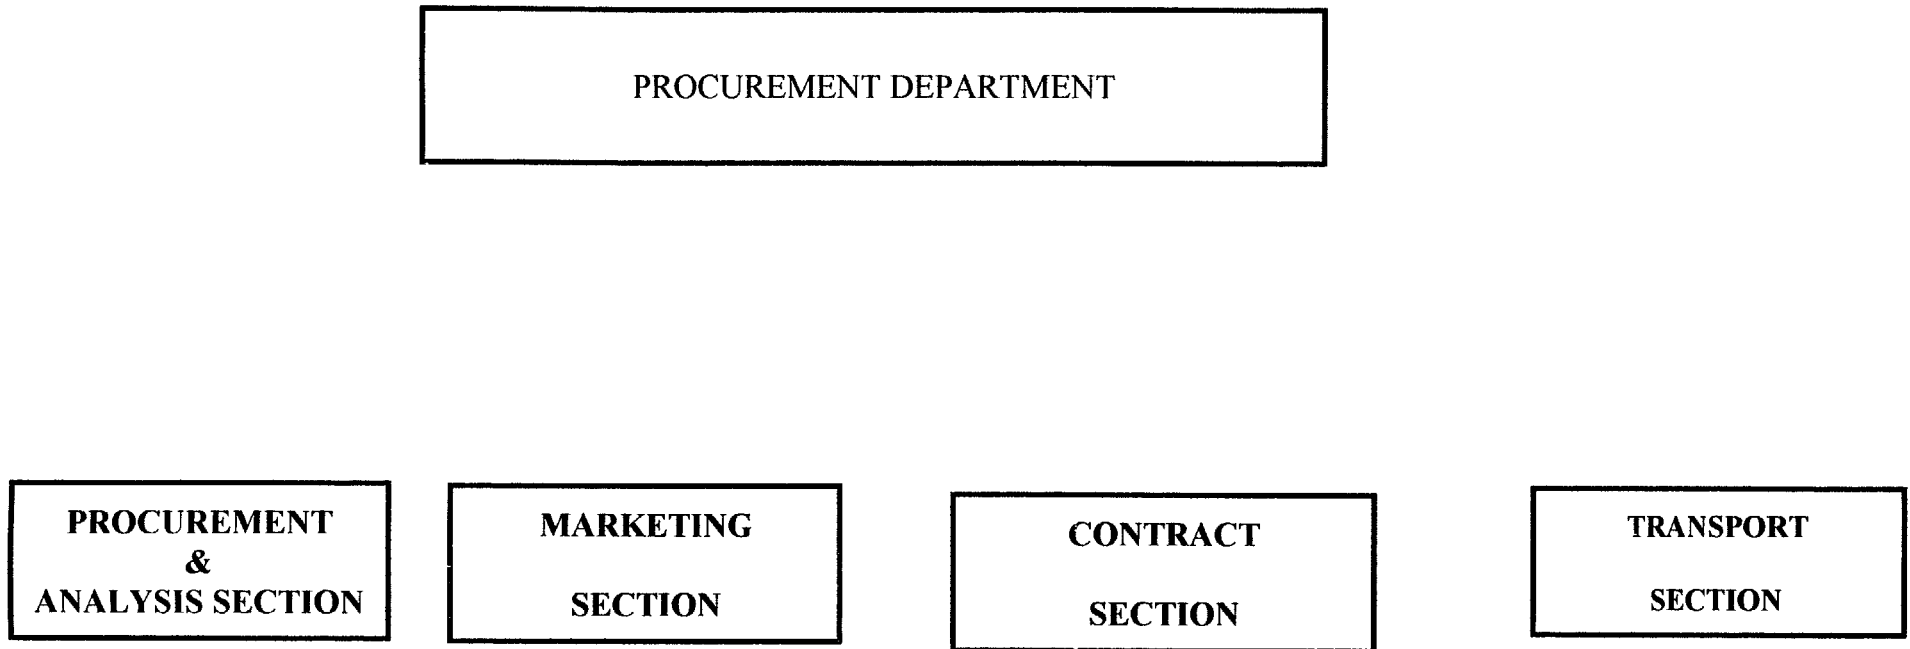 PROCUREMENT DEPARTMENT
PROCUREMENT
&
ANALYSIS SECTION
MARKETING
SECTION
CONTRACT
SECTION
TRANSPORT
SECTION